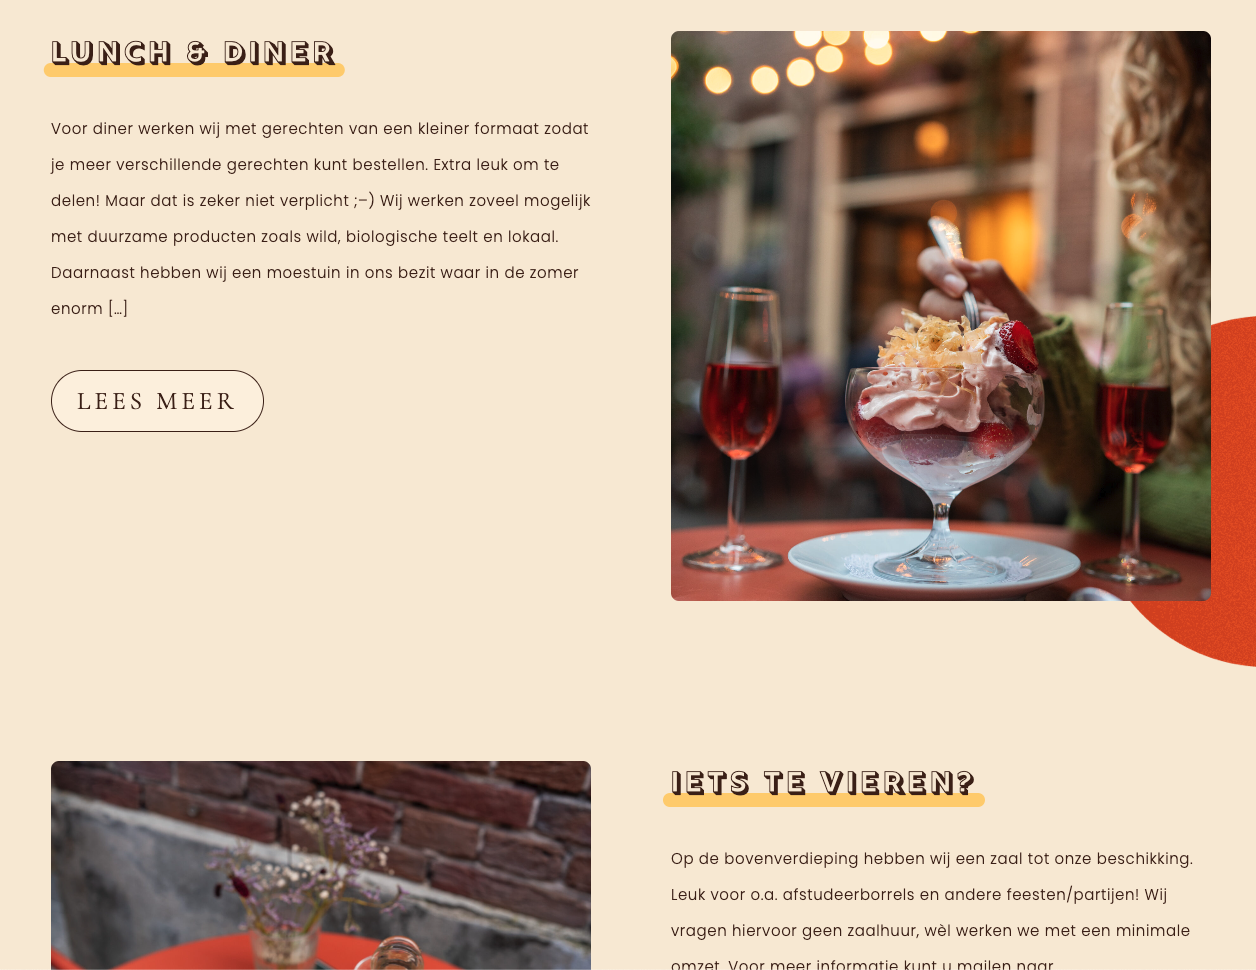 LUNCH & DINER
Voor diner werken wij met gerechten van een kleiner formaat zodat
je meer verschillende gerechten kunt bestellen. Extra leuk om te
delen! Maar dat is zeker niet verplicht ;–) Wij werken zoveel mogelijk
met duurzame producten zoals wild, biologische teelt en lokaal.
Daarnaast hebben wij een moestuin in ons bezit waar in de zomer
enorm […]
LEES MEER
IETS TE VIEREN?
Op de bovenverdieping hebben wij een zaal tot onze beschikking.
Leuk voor o.a. afstudeerborrels en andere feesten/partijen! Wij
vragen hiervoor geen zaalhuur, wèl werken we met een minimale
omzet. Voor meer informatie kunt u mailen naar